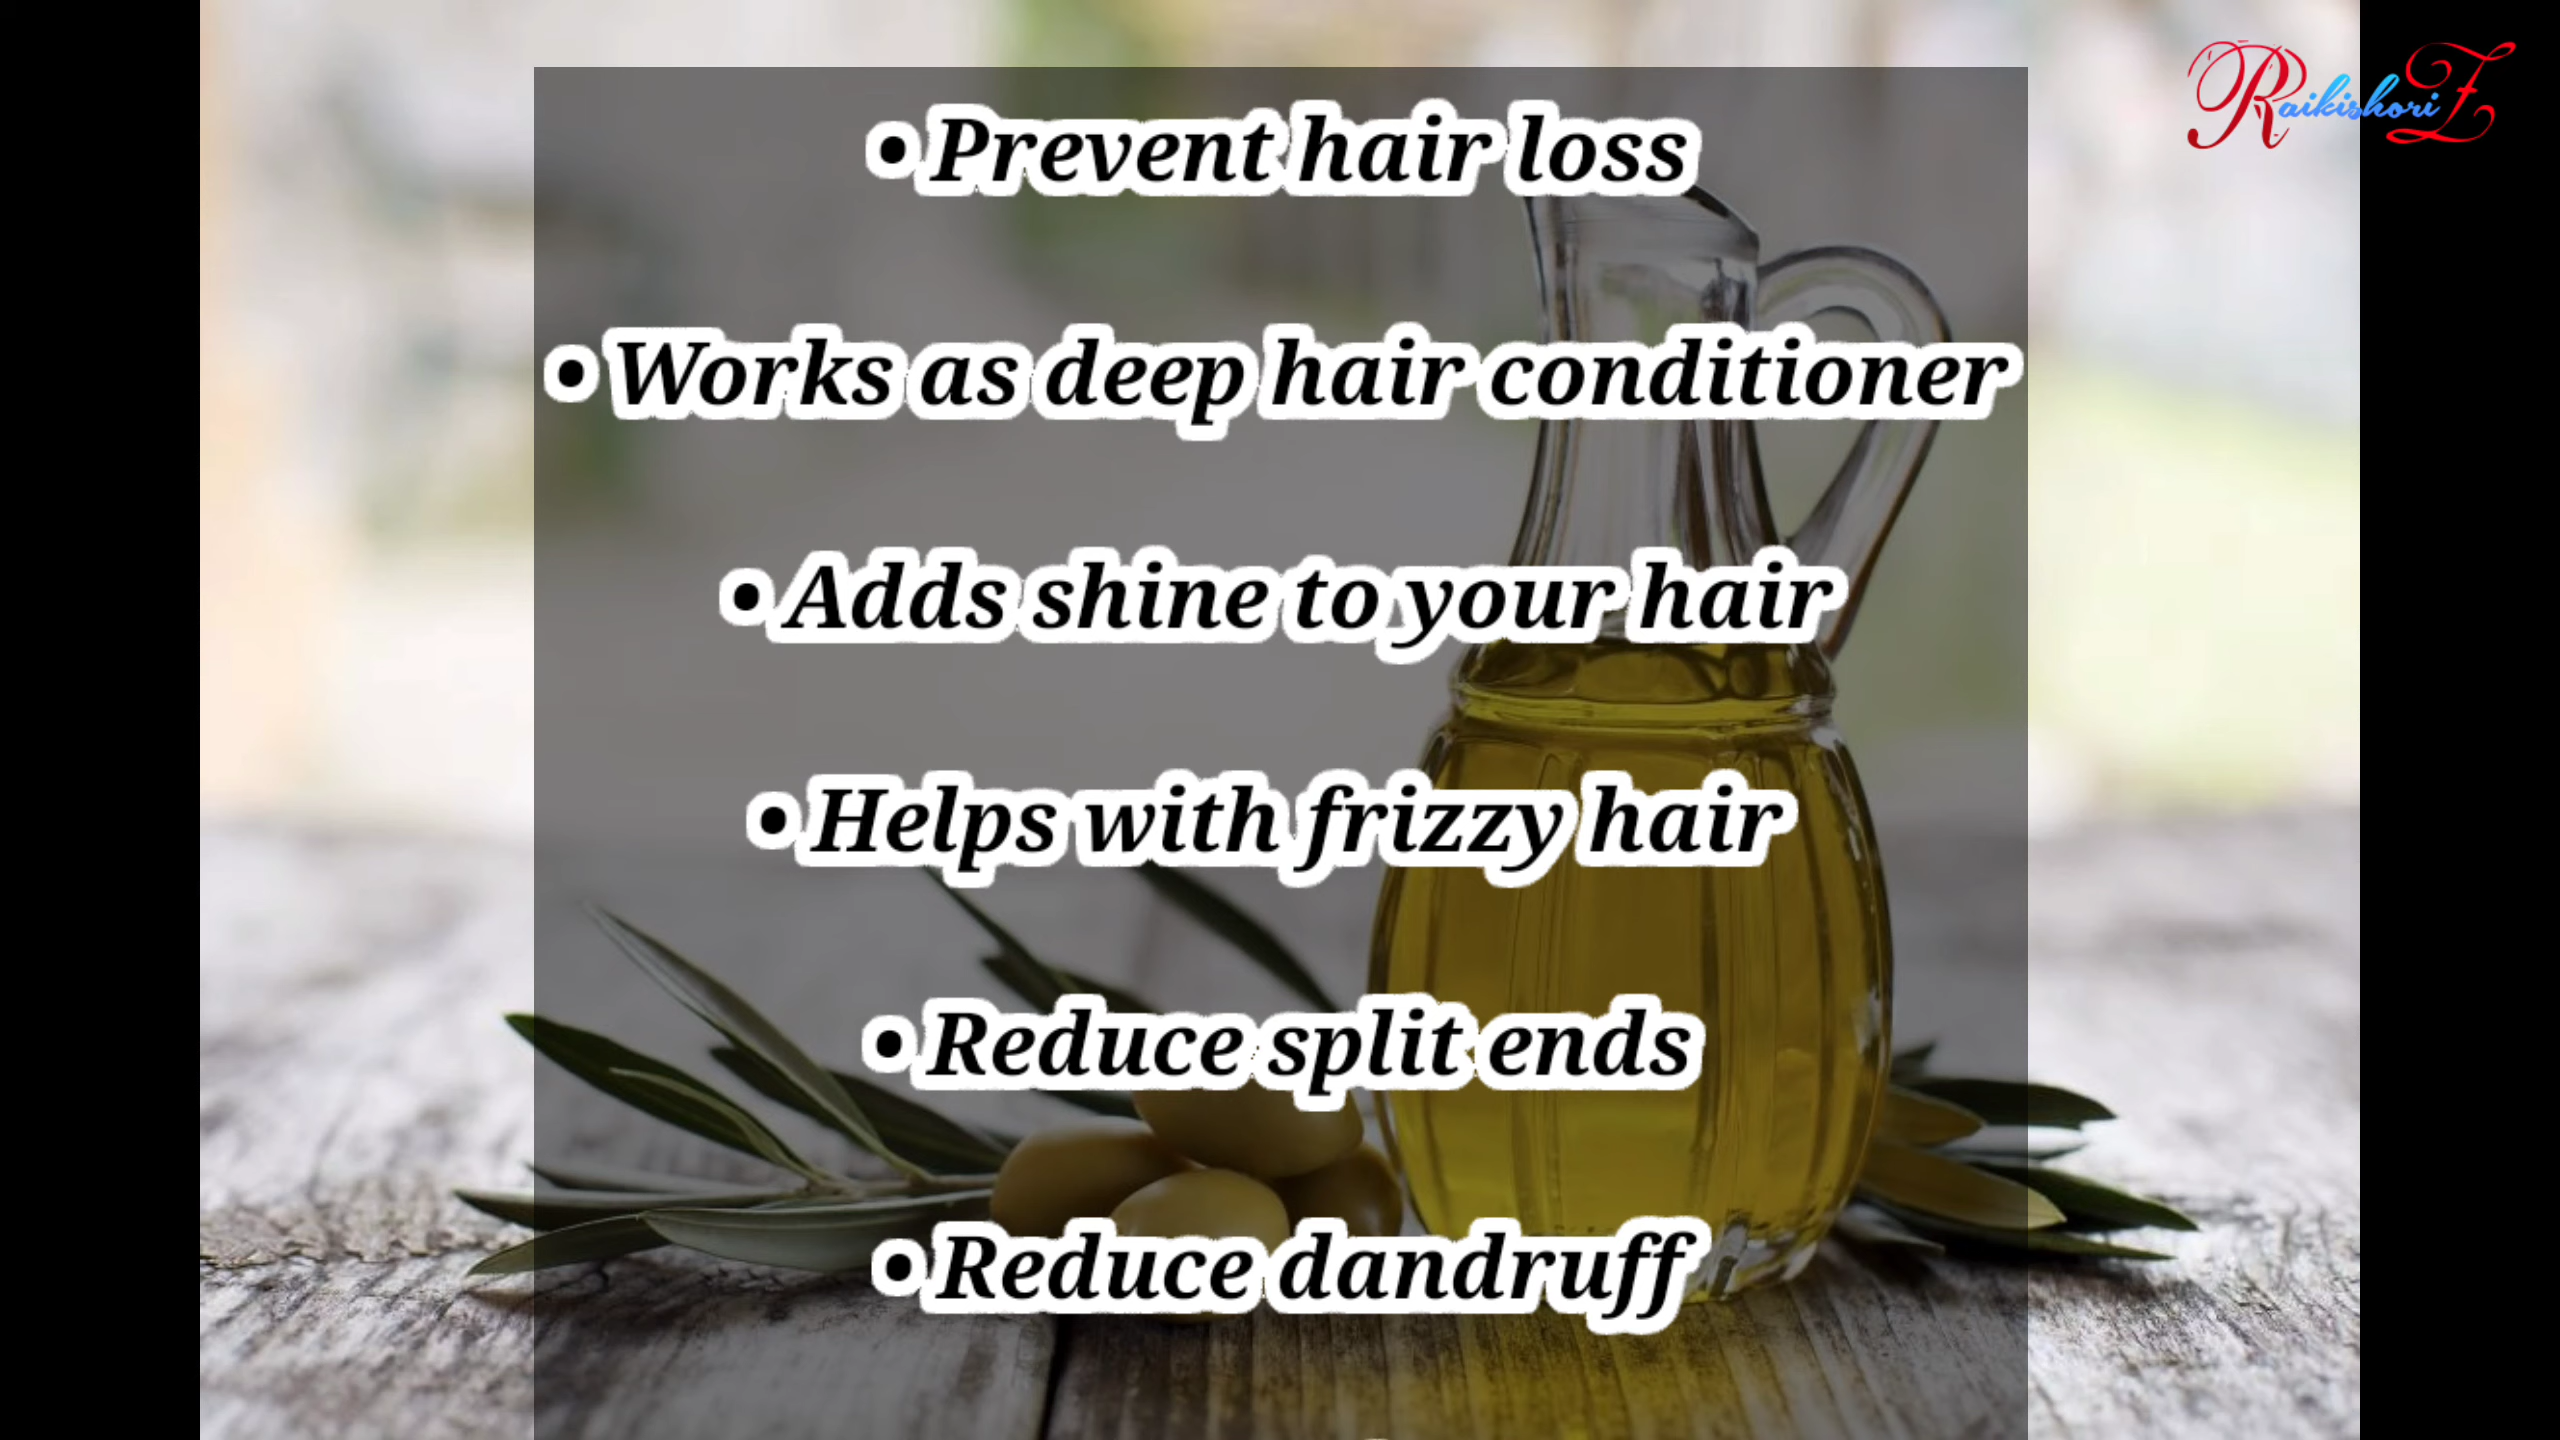 RaikishoriZ
• Prevent hair loss
• Works as deep hair conditioner
• Adds shine to your hair
• Helps with frizzy hair
• Reduce split ends
• Reduce dandruff